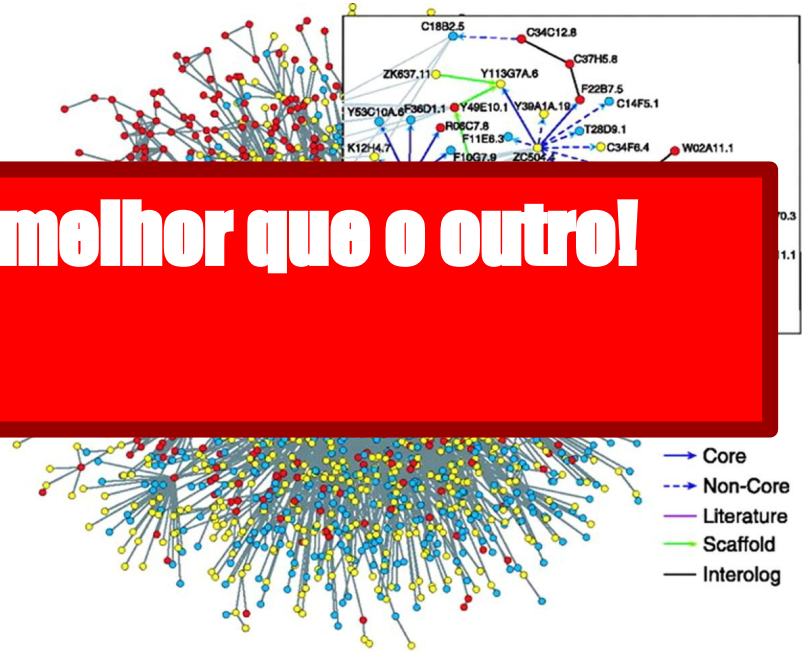 C18B2.5
C34C12.8
C37H5.8
ZK637.11
Y113G7A.6
F22B7.5
C14F5.1
Y53C10A.6
F36D1.1
Y49E10.1
Y39A1A.19
R06C7.8
T28D9.1
F11E6.3
K12H4.7
F10G7.9
C34F6.4
W02A11.1
melhor que o outro!
Core
Non-Core
Literature
Scaffold
Interolog